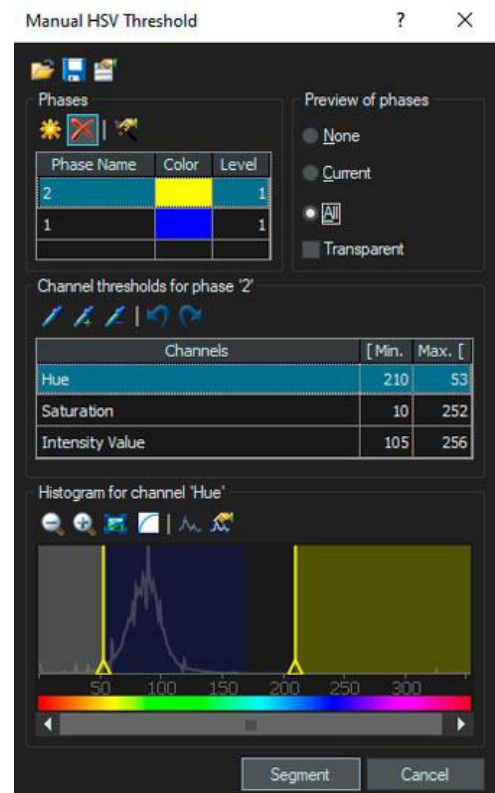 Manual HSV Threshold ? X
Phases
Preview of phases
None
Phase Name Color Level
Current
2 1
All
1 1
Transparent
Channel thresholds for phase '2'
Channels [ Min. Max. [
Hue 210 53
Saturation 10 252
Intensity Value 105 256
Histogram for channel 'Hue'
50 100 150 200 250 300
Segment Cancel